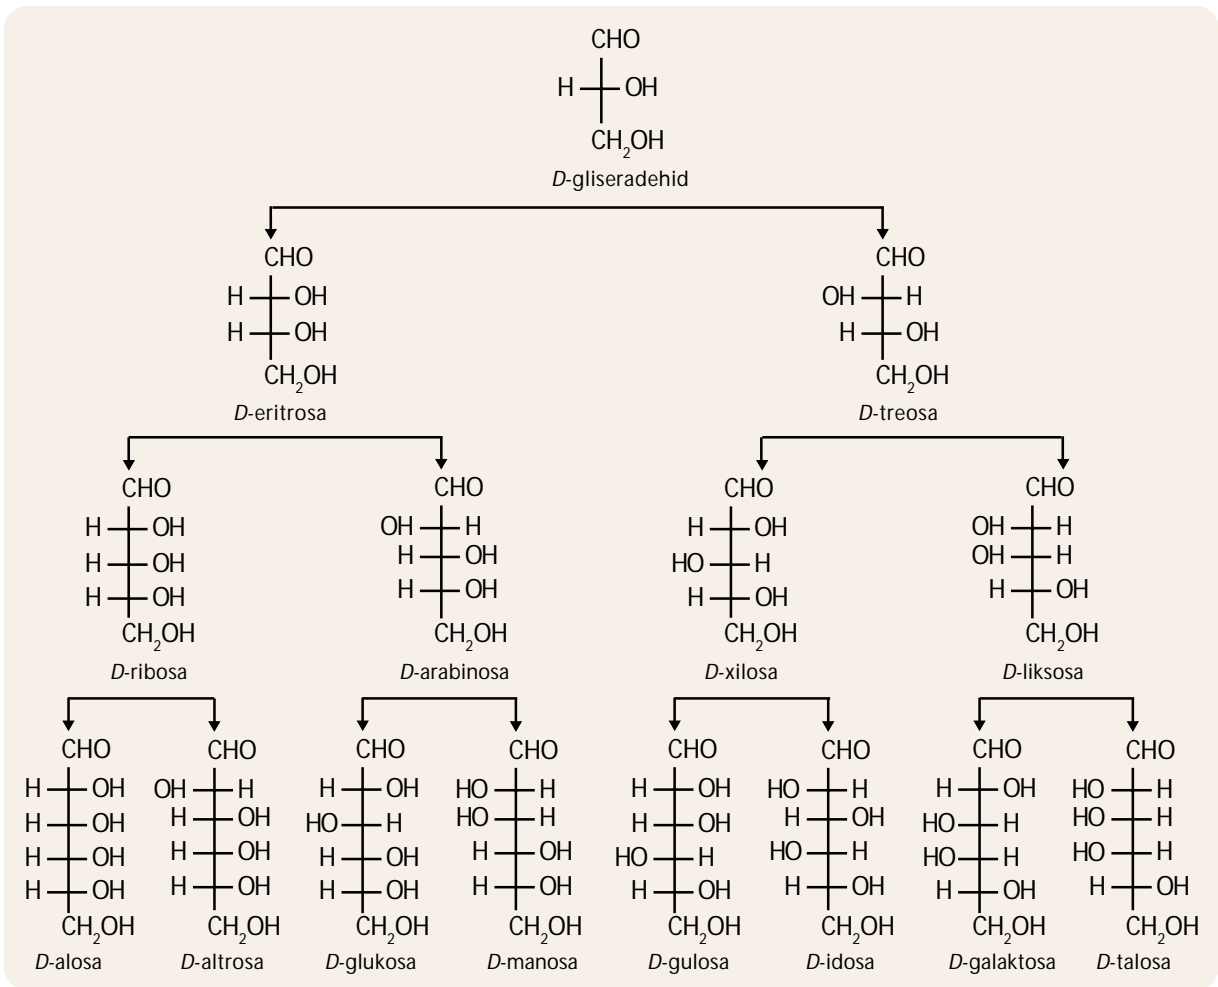 CHO
H OH
CH2OH
D-gliseradehid
CHO CHO
H OH OH H
H OH H OH
CH2OH CH2OH
D-eritrosa D-treosa
CHO CHO CHO CHO
H OH OH H H OH OH H
H OH H OH HO H OH H
H OH H OH H OH H OH
CH2OH CH2OH CH2OH CH2OH
D-ribosa D-arabinosa D-xilosa D-liksosa
CHO CHO CHO CHO CHO CHO CHO CHO
H OH OH H H OH HO H H OH HO H H OH HO H
H OH H OH HO H HO H H OH H OH HO H HO H
H OH H OH H OH H OH HO H HO H HO H HO H
H OH H OH H OH H OH H OH H OH H OH H OH
CH2OH CH2OH CH2OH CH2OH CH2OH CH2OH CH2OH CH2OH
D-alosa D-altrosa D-glukosa D-manosa D-gulosa D-idosa D-galaktosa D-talosa